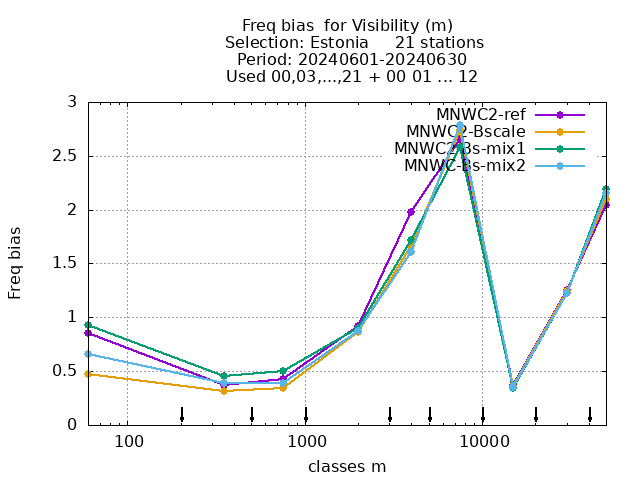 Freq bias  for Visibility (m)
Selection: Estonia     21 stations
Period: 20240601-20240630
Used 00,03,...,21 + 00 01 ... 12
MNWC2-ref
MNWC2-Bscale
MNWC2-Bs-mix1
MNWC-Bs-mix2
3
2.5
2
1.5
1
0.5
0
Freq bias
100
1000
10000
classes m